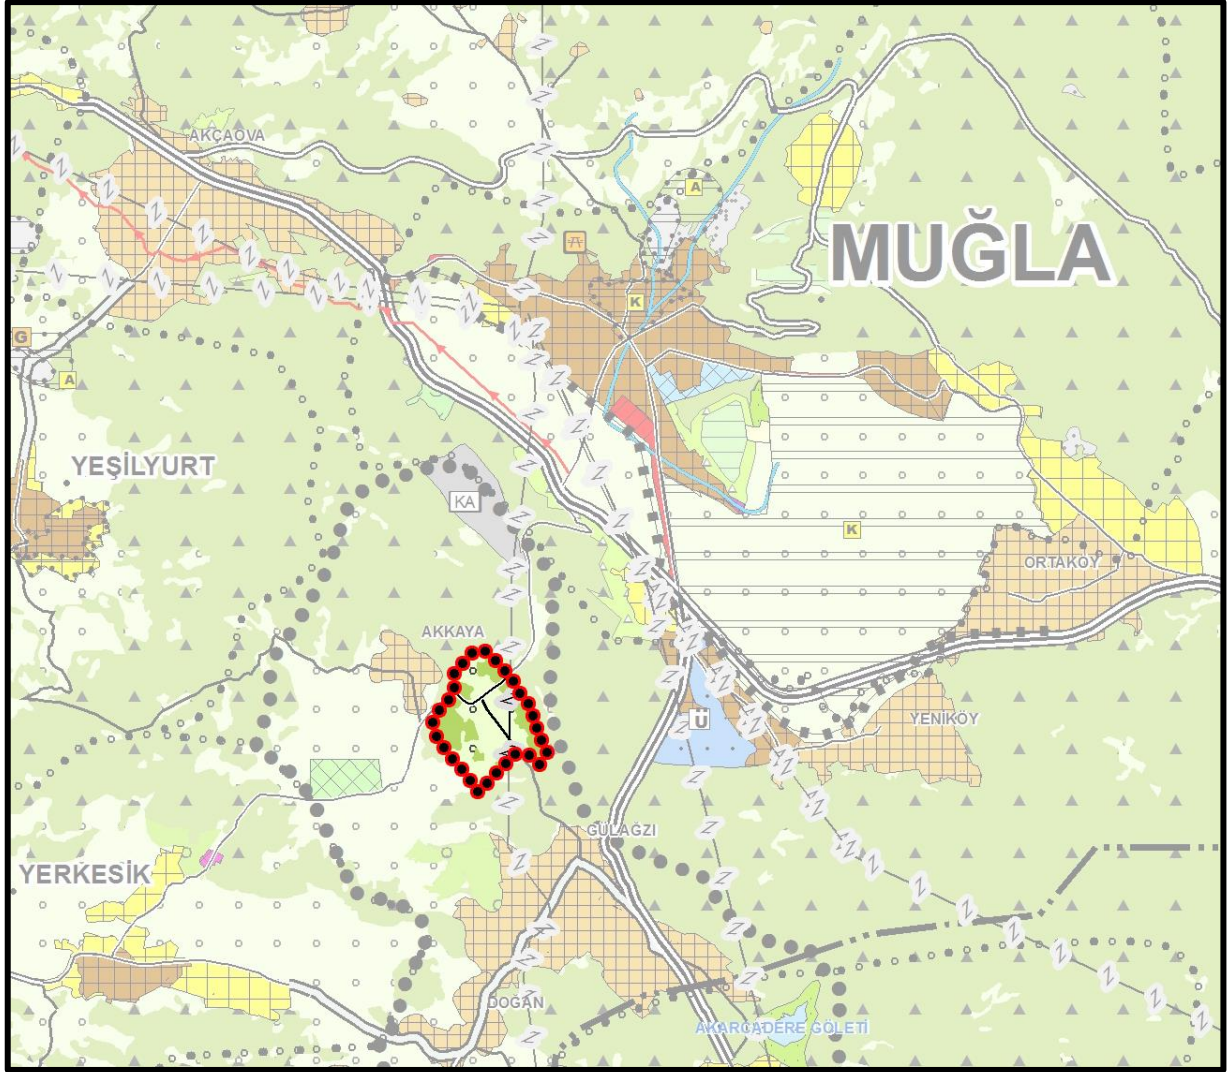 AKÇAOVA
A
MUĞLA
K
G
A
YEŞİLYURT
KA
K
ORTAKÖY
AKKAYA
Ü
YENİKÖY
GÜLAĞZI
YERKESİK
DOĞAN
AKARCADERE GÖLETİ